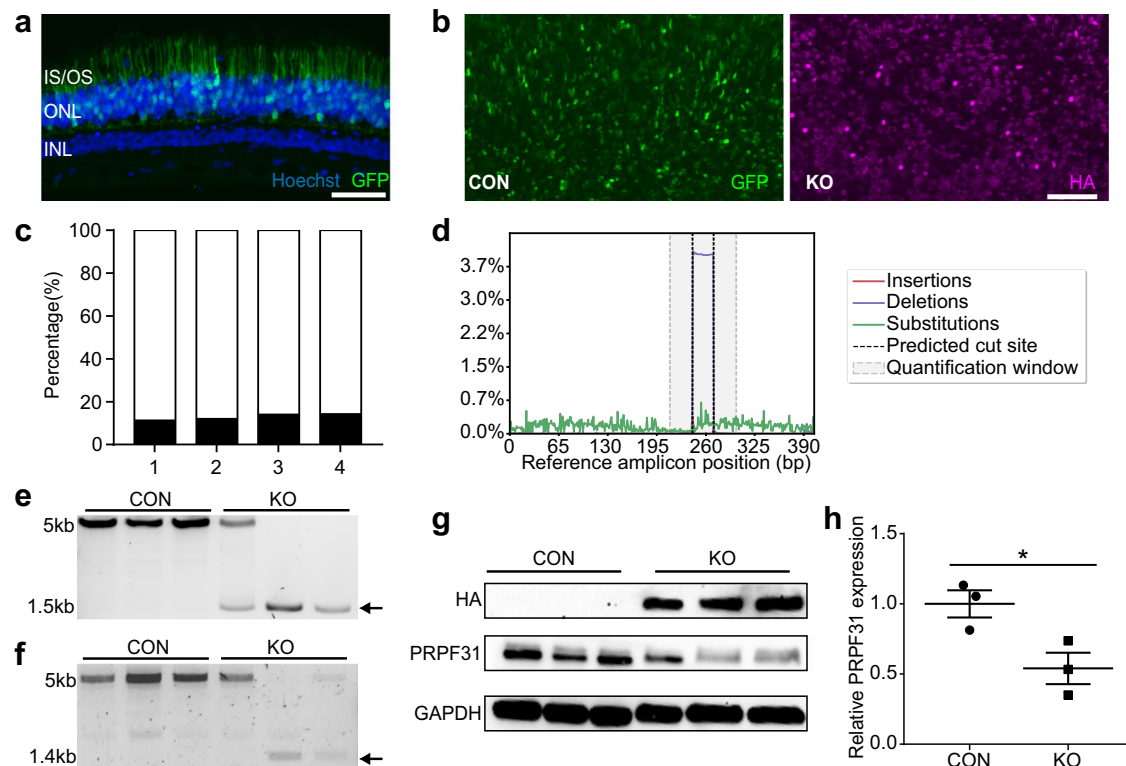 a
IS/OS
ONL
INL
Hoechst GFP
b
CON
GFP
KO
HA
c
Percentage(%)
100
80
60
40
20
0
1 2 3 4
d
3.7%
3.0%
2.2%
1.5%
0.7%
0.0%
0 65 130 195 260 325 390
Reference amplicon position (bp)
Insertions
Deletions
Substitutions
Predicted cut site
Quantification window
e
CON KO
5kb
1.5kb
f
CON KO
5kb
1.4kb
g
CON KO
HA
PRPF31
GAPDH
h
Relative PRPF31 expression
1.5
1.0
0.5
0.0
*
CON KO